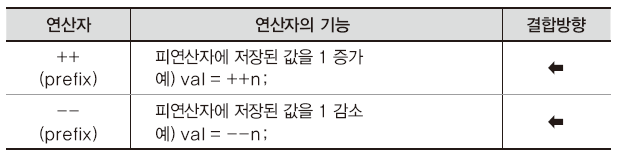 연산자 연산자의 기능 결합방향
++
(prefix)
피연산자에 저장된 값을 1 증가
예) val = ++n;
←
--
(prefix)
피연산자에 저장된 값을 1 감소
예) val = --n;
←